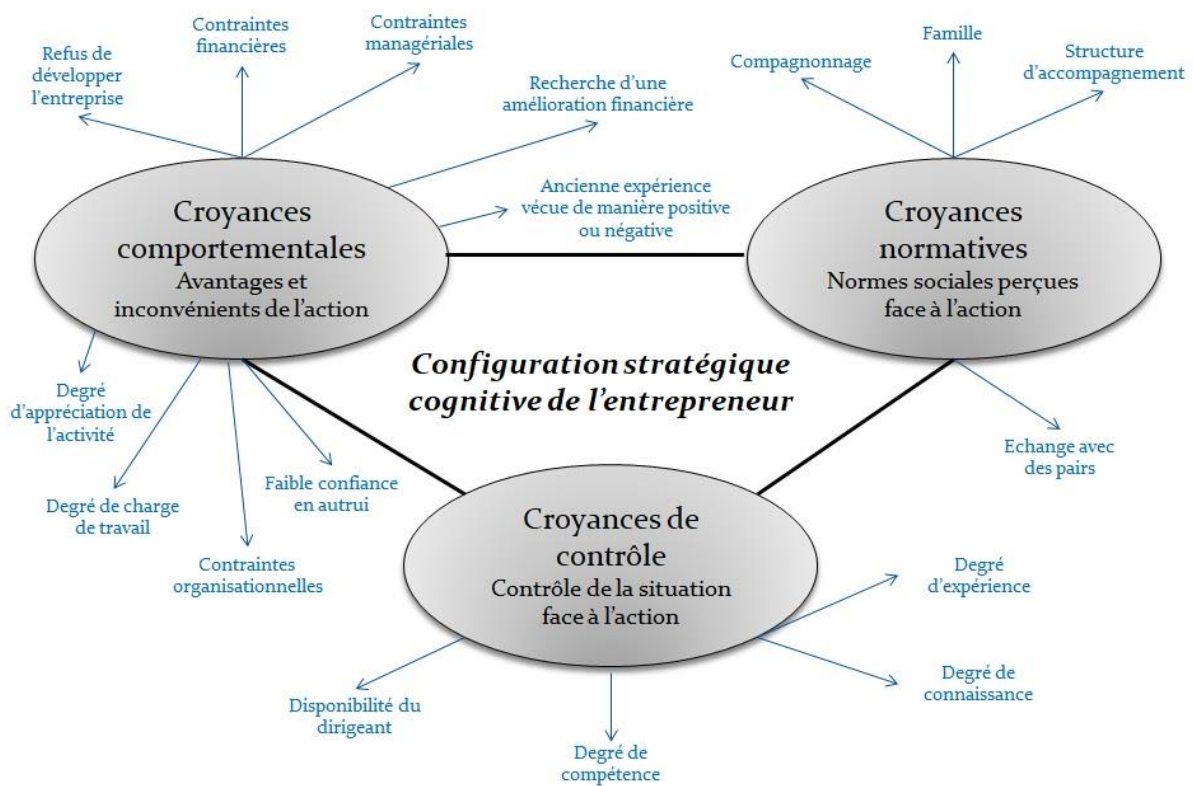 Contraintes
financières
Contraintes
managériales
Refus de
développer
l'entreprise
Recherche d'une
amélioration financière
Ancienne expérience
vécue de manière positive
ou négative
Famille
Compagnonnage
Structure
d'accompagnement
Croyances
comportementales
Avantages et
inconvénients de l'action
Croyances
normatives
Normes sociales perçues
face à l'action
Configuration stratégique
cognitive de l'entrepreneur
Degré
d'appréciation de
l'activité
Degré de charge
de travail
Contraintes
organisationnelles
Faible confiance
en autrui
Echange avec
des pairs
Croyances de
contrôle
Contrôle de la situation
face à l'action
Degré
d'expérience
Degré de
connaissance
Disponibilité du
dirigeant
Degré de
compétence